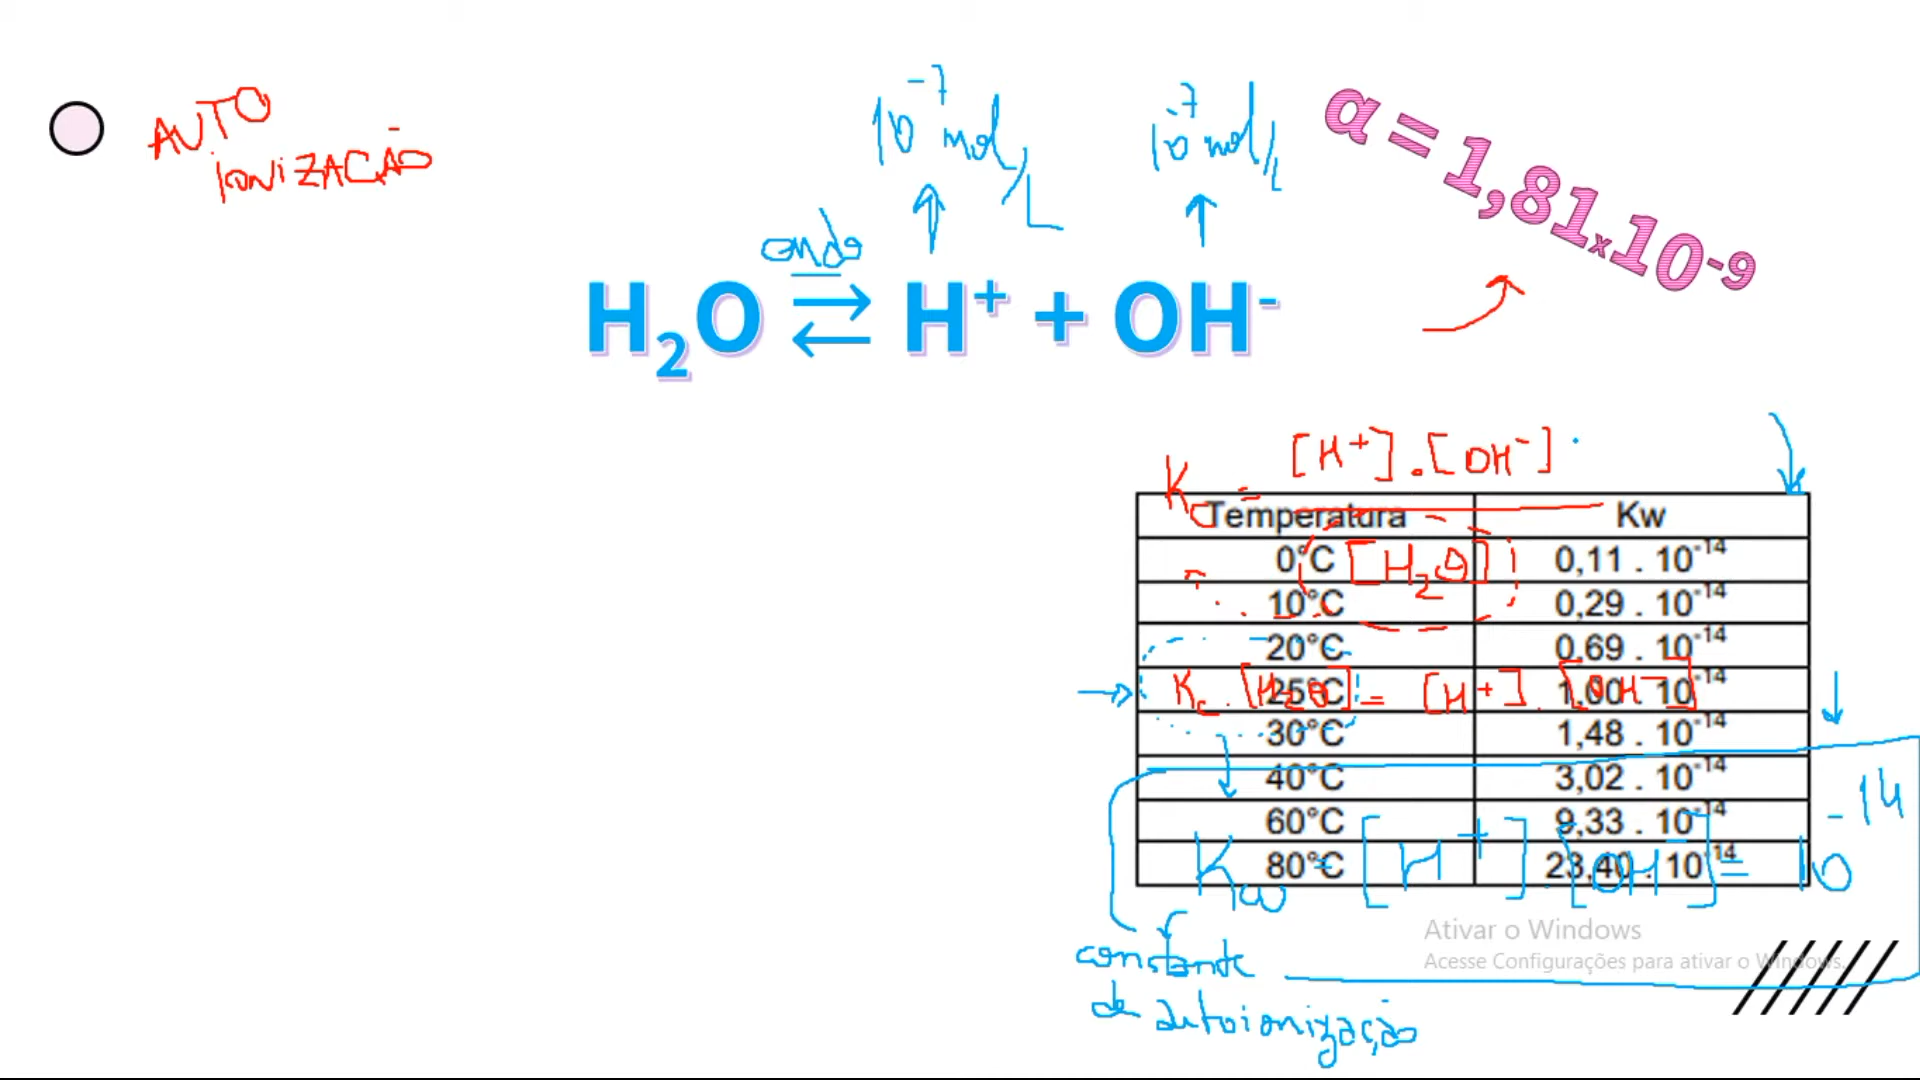 AUTO
IONIZAÇÃO
10⁻⁷ mol/L
10⁻⁷ mol/L
α = 1,81x10⁻⁹
H₂O ⇌ H⁺ + OH⁻
Kc = [H⁺].[OH⁻]
[H₂O]
Temperatura Kw
0°C 0,11 . 10⁻¹⁴
10°C 0,29 . 10⁻¹⁴
20°C 0,69 . 10⁻¹⁴
25°C 1,00 . 10⁻¹⁴
Kc . [H₂O] = [H⁺] . [OH⁻]
30°C 1,48 . 10⁻¹⁴
40°C 3,02 . 10⁻¹⁴
60°C 9,33 . 10⁻¹⁴
80°C 23,40 . 10⁻¹⁴
Kw = [H⁺].[OH⁻] = 10⁻¹⁴
Ativar o Windows
Acesse Configurações para ativar o Windows.
constante
de autoionização